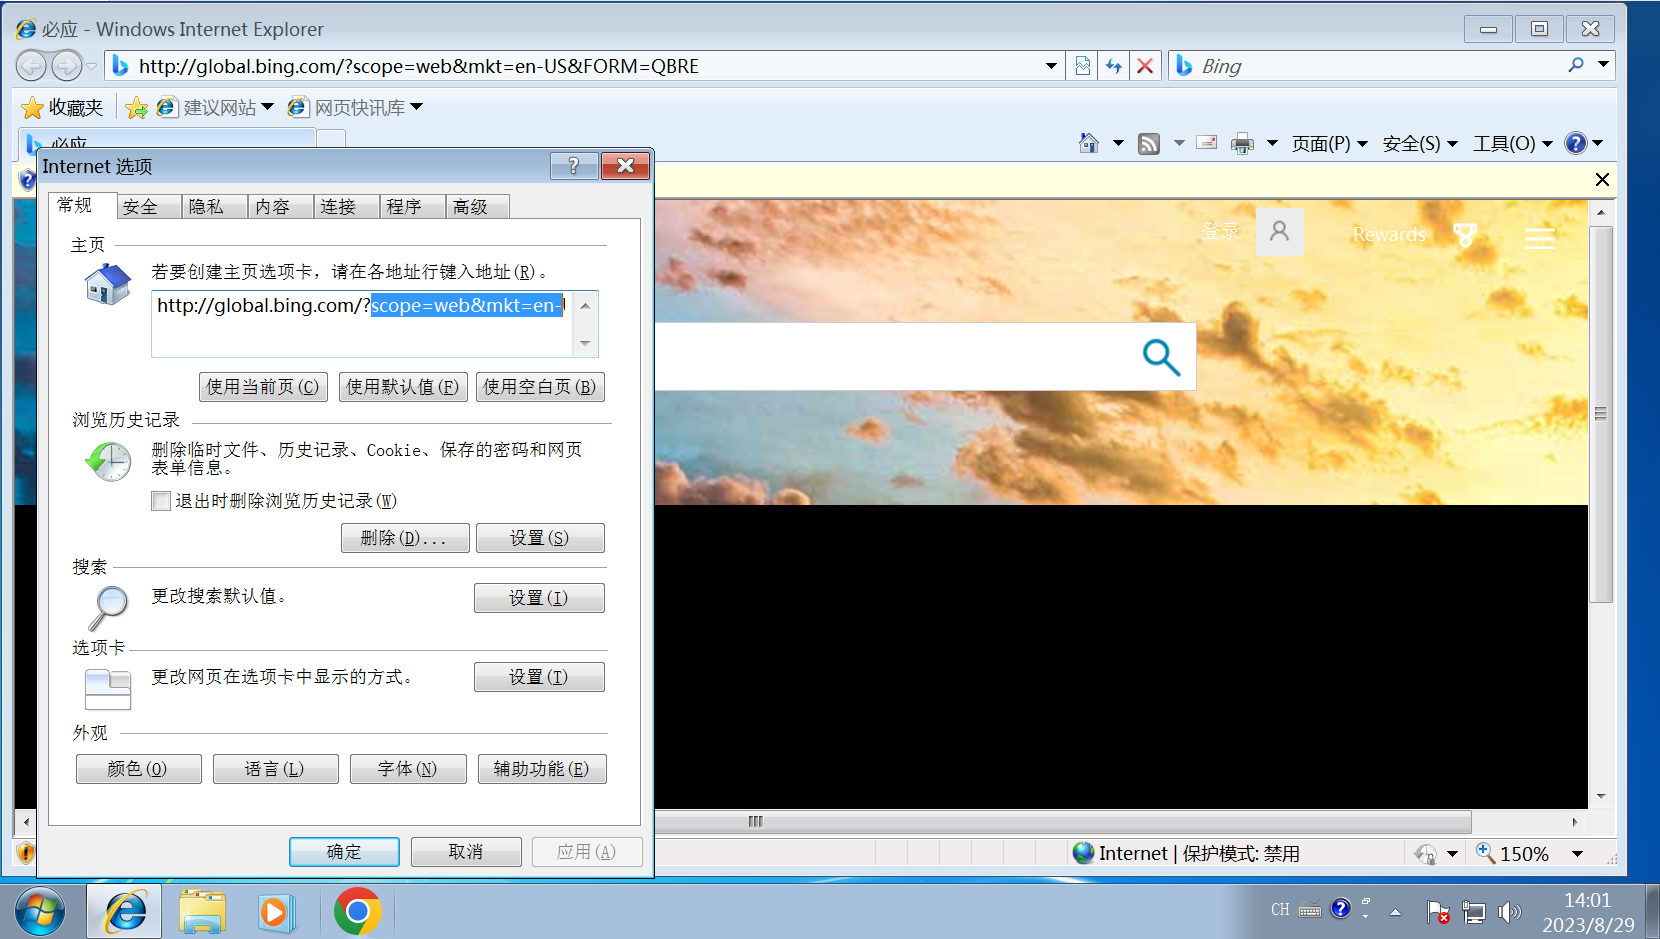 必应 - Windows Internet Explorer
http://global.bing.com/?scope=web&mkt=en-US&FORM=QBRE
Bing
收藏夹 建议网站 网页快讯库
必应
页面(P) 安全(S) 工具(O)
Internet 选项
常规 安全 隐私 内容 连接 程序 高级
登录 Rewards
主页
若要创建主页选项卡，请在各地址行键入地址(R)。
http://global.bing.com/?scope=web&mkt=en-
使用当前页(C) 使用默认值(F) 使用空白页(B)
浏览历史记录
删除临时文件、历史记录、Cookie、保存的密码和网页
表单信息。
退出时删除浏览历史记录(W)
删除(D)... 设置(S)
搜索
更改搜索默认值。
设置(I)
选项卡
更改网页在选项卡中显示的方式。
设置(T)
外观
颜色(O) 语言(L) 字体(N) 辅助功能(E)
确定 取消 应用(A)
Internet | 保护模式: 禁用
150%
CH
14:01
2023/8/29